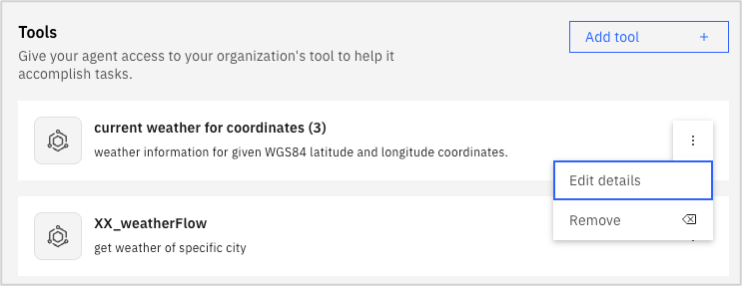 Tools
Add tool +
Give your agent access to your organization's tool to help it
accomplish tasks.
current weather for coordinates (3)
weather information for given WGS84 latitude and longitude coordinates.
Edit details
Remove
XX_weatherFlow
get weather of specific city